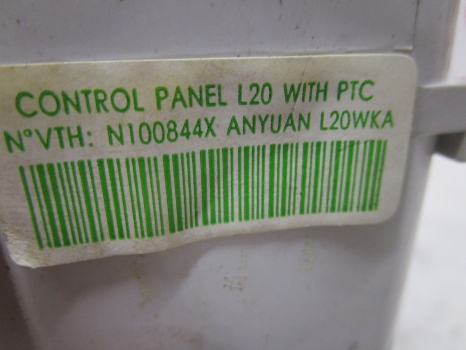 CONTROL PANEL L20 WITH PTC
N°VTH: N100844X ANYUAN L20WKA